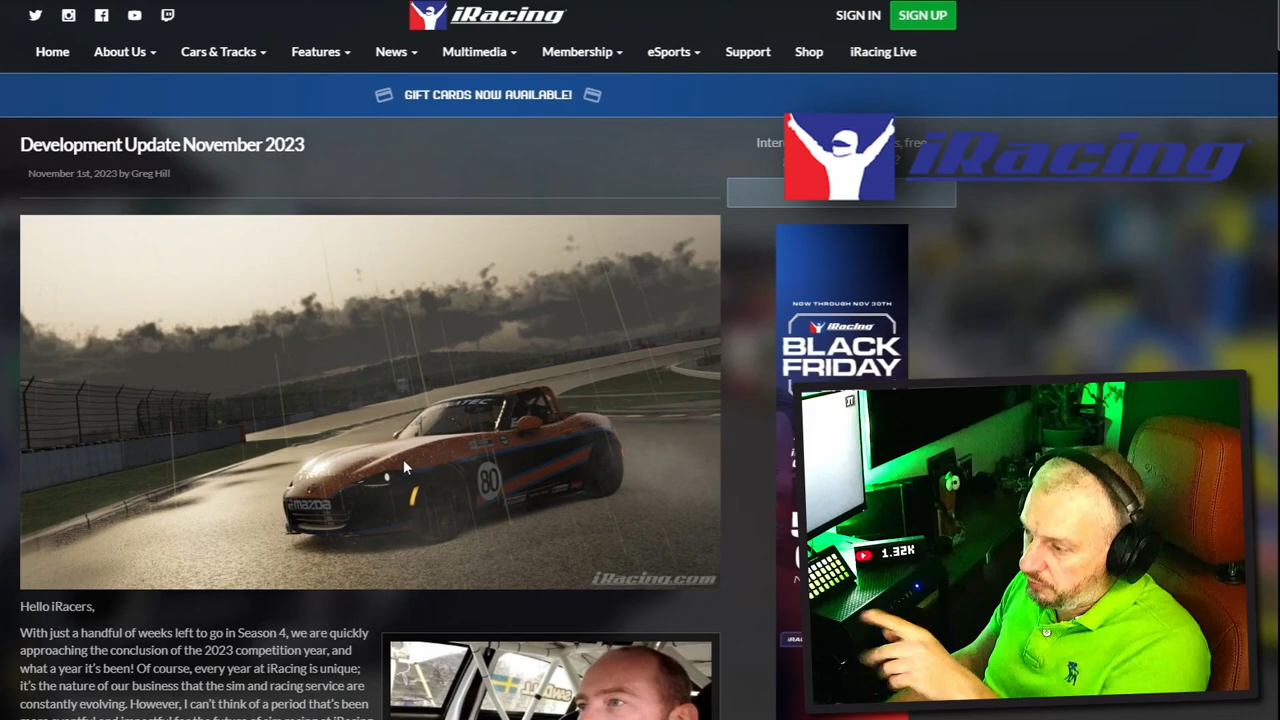 iRacing
SIGN IN
SIGN UP
Home
About Us
Cars & Tracks
Features
News
Multimedia
Membership
eSports
Support
Shop
iRacing Live
GIFT CARDS NOW AVAILABLE!
Development Update November 2023
November 1st, 2023 by Greg Hill
iRacing
NOW THROUGH NOV 30TH
iRacing
BLACK
FRIDAY
FANATEC
80
mazda
iRacing.com
1.32K
Hello iRacers,
With just a handful of weeks left to go in Season 4, we are quickly
approaching the conclusion of the 2023 competition year, and
what a year it's been! Of course, every year at iRacing is unique;
it's the nature of our business that the sim and racing service are
constantly evolving. However, I can't think of a period that's been